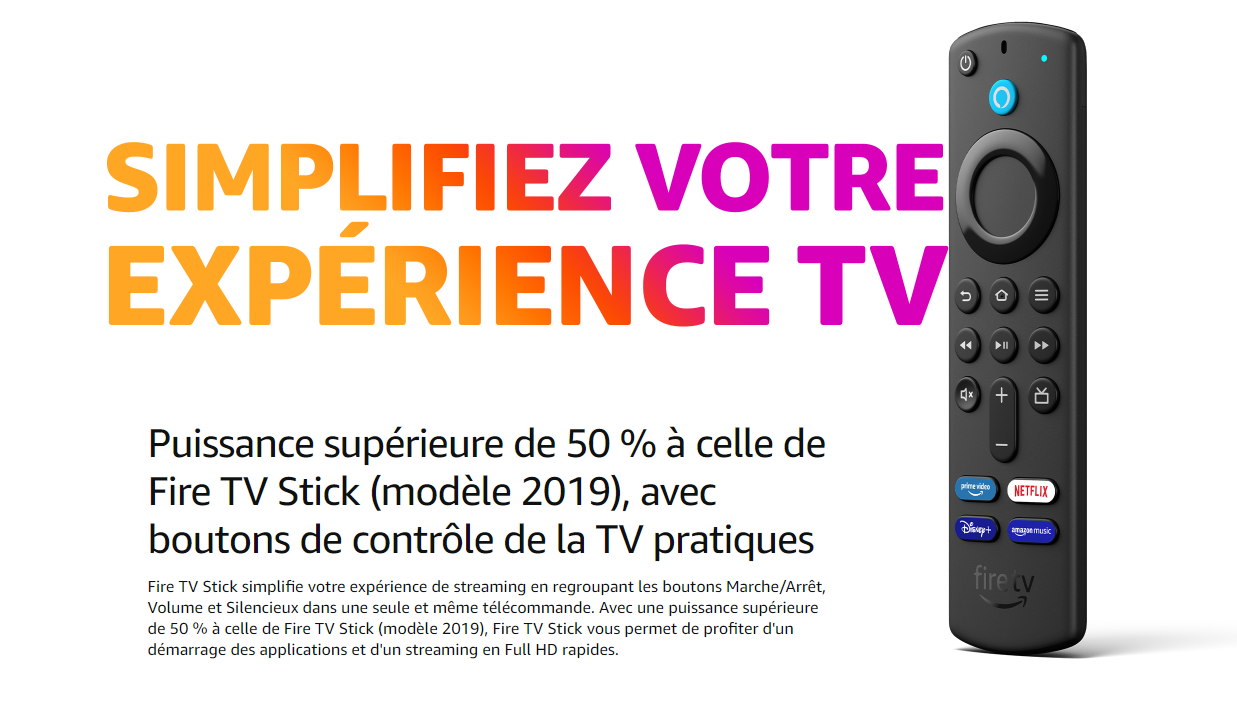 SIMPLIFIEZ VOTRE
EXPÉRIENCE TV
Puissance supérieure de 50 % à celle de
Fire TV Stick (modèle 2019), avec
boutons de contrôle de la TV pratiques
Fire TV Stick simplifie votre expérience de streaming en regroupant les boutons Marche/Arrêt,
Volume et Silencieux dans une seule et même télécommande. Avec une puissance supérieure
de 50 % à celle de Fire TV Stick (modèle 2019), Fire TV Stick vous permet de profiter d'un
démarrage des applications et d'un streaming en Full HD rapides.
prime video
NETFLIX
Disney+
amazon music
fire tv